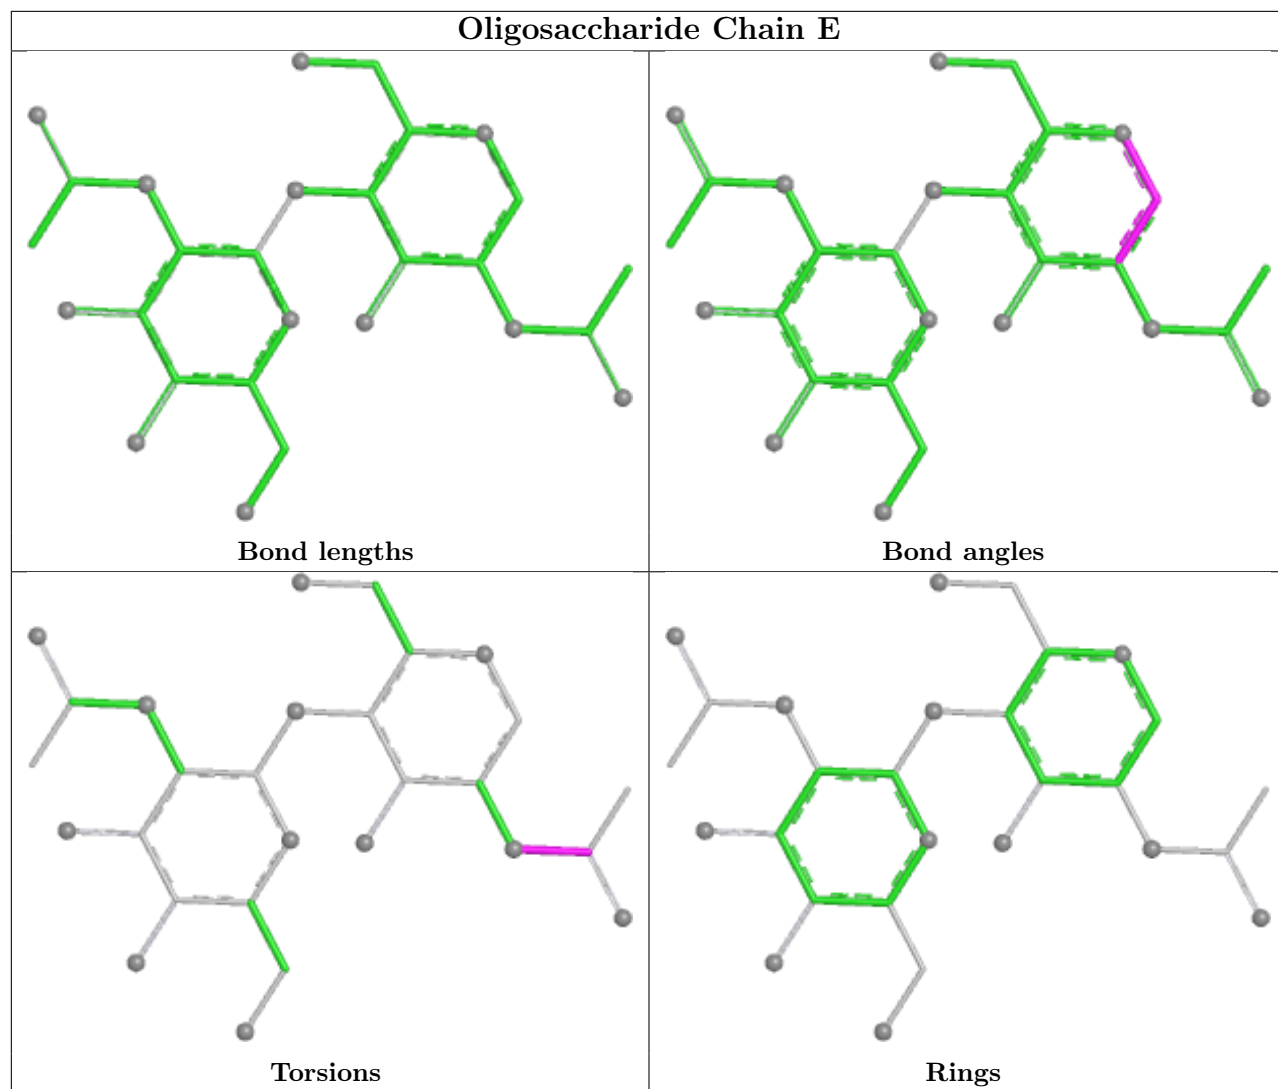 Oligosaccharide Chain E
Bond lengths
Bond angles
Torsions
Rings